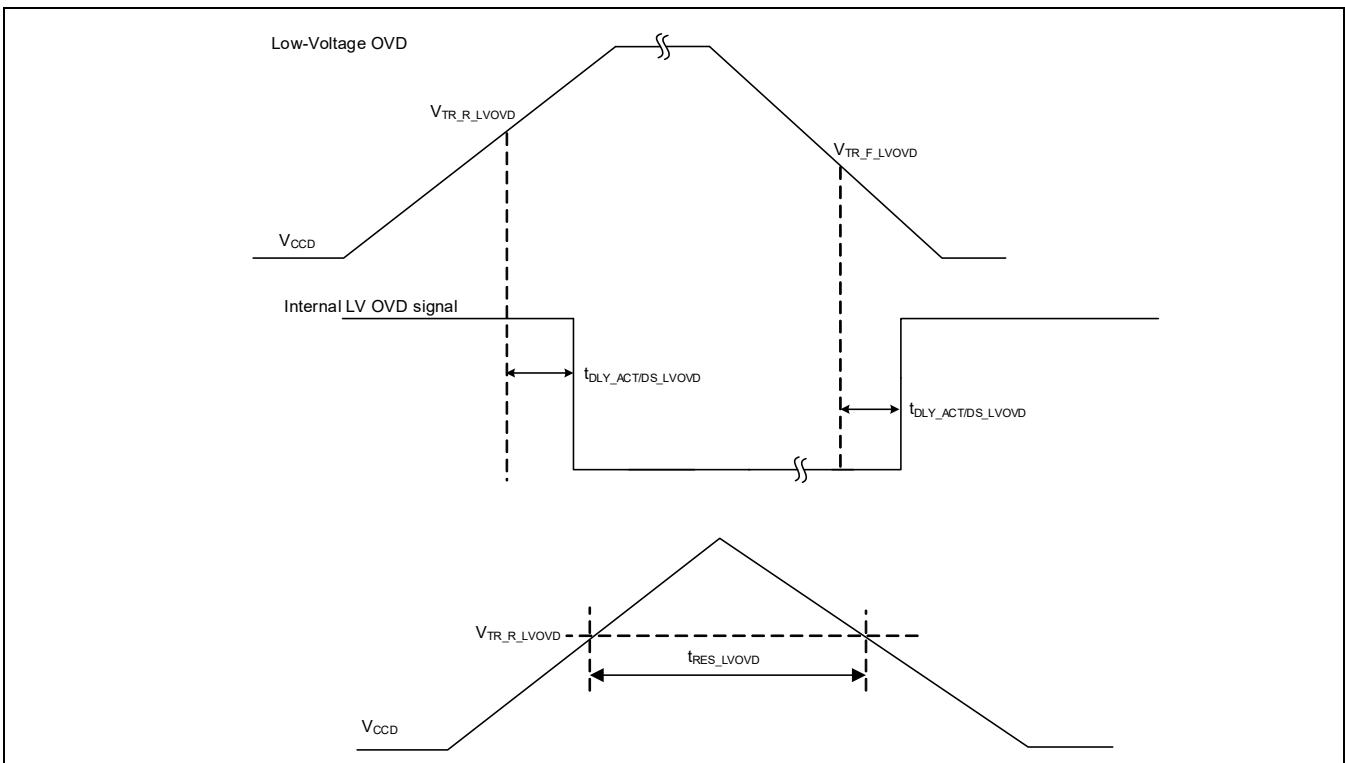 Low-Voltage OVD
VTR_R_LVOVD
VTR_F_LVOVD
VCCD
Internal LV OVD signal
tDLY_ACT/DS_LVOVD
tDLY_ACT/DS_LVOVD
VTR_R_LVOVD
tRES_LVOVD
VCCD